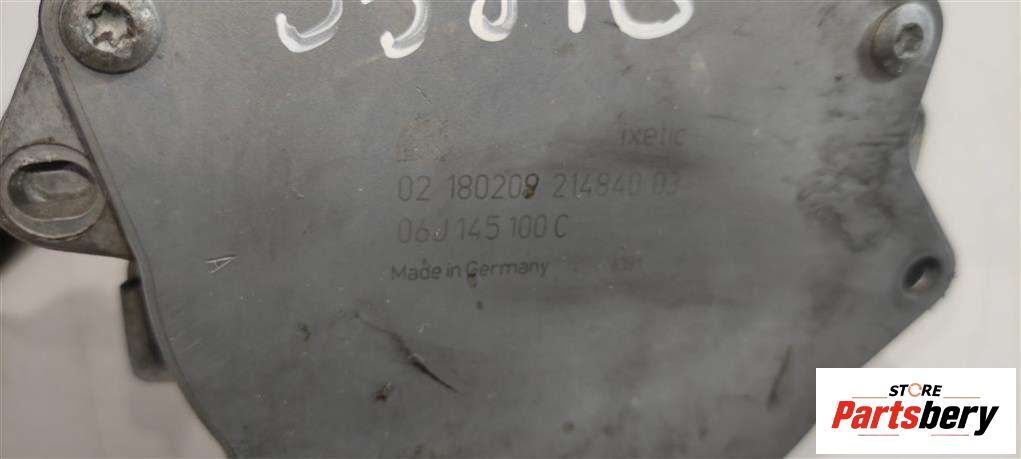 ixetic
02 180209 214840 03
06J 145 100 C
Made in Germany
A
STORE
Partsbery